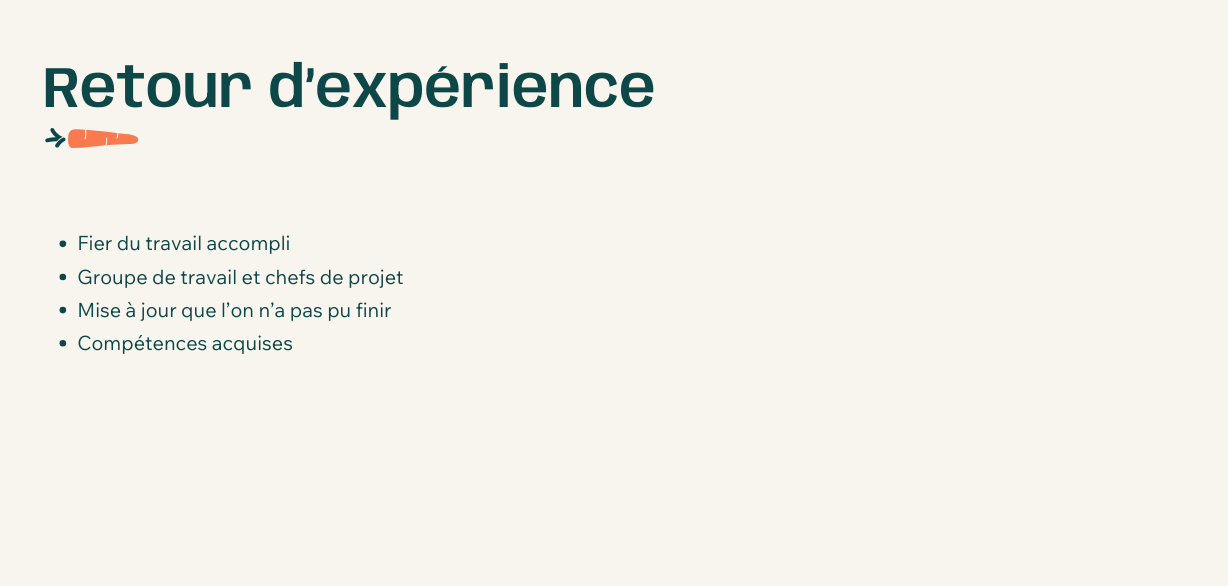 Retour d'expérience
• Fier du travail accompli
• Groupe de travail et chefs de projet
• Mise à jour que l’on n’a pas pu finir
• Compétences acquises